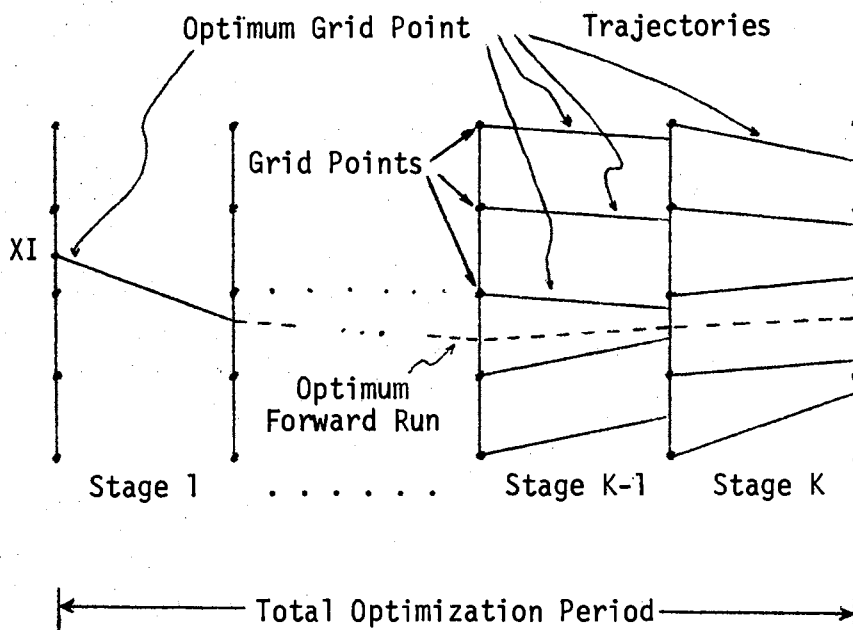 Optimum Grid Point Trajectories
Grid Points
XI
Optimum
Forward Run
Stage 1 . . . . . . Stage K-1 Stage K
Total Optimization Period